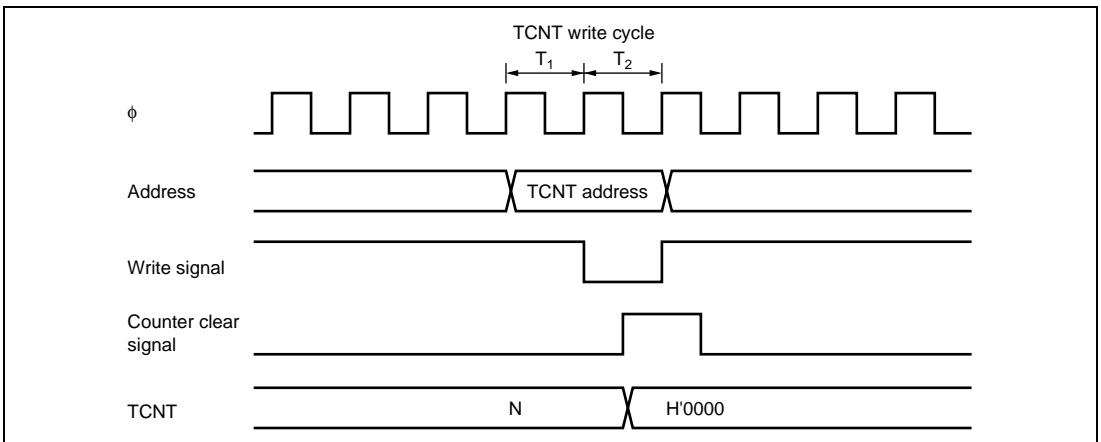 TCNT write cycle
T₁ T₂
φ
Address
TCNT address
Write signal
Counter clear
signal
TCNT
N
H'0000